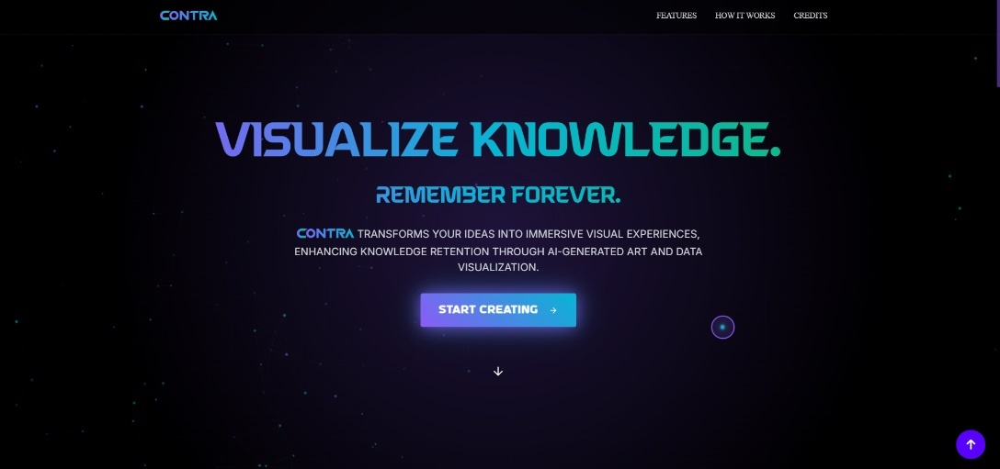 CONTRA
FEATURES HOW IT WORKS CREDITS
VISUALIZE KNOWLEDGE.
REMEMBER FOREVER.
CONTRA TRANSFORMS YOUR IDEAS INTO IMMERSIVE VISUAL EXPERIENCES,
ENHANCING KNOWLEDGE RETENTION THROUGH AI-GENERATED ART AND DATA
VISUALIZATION.
START CREATING →